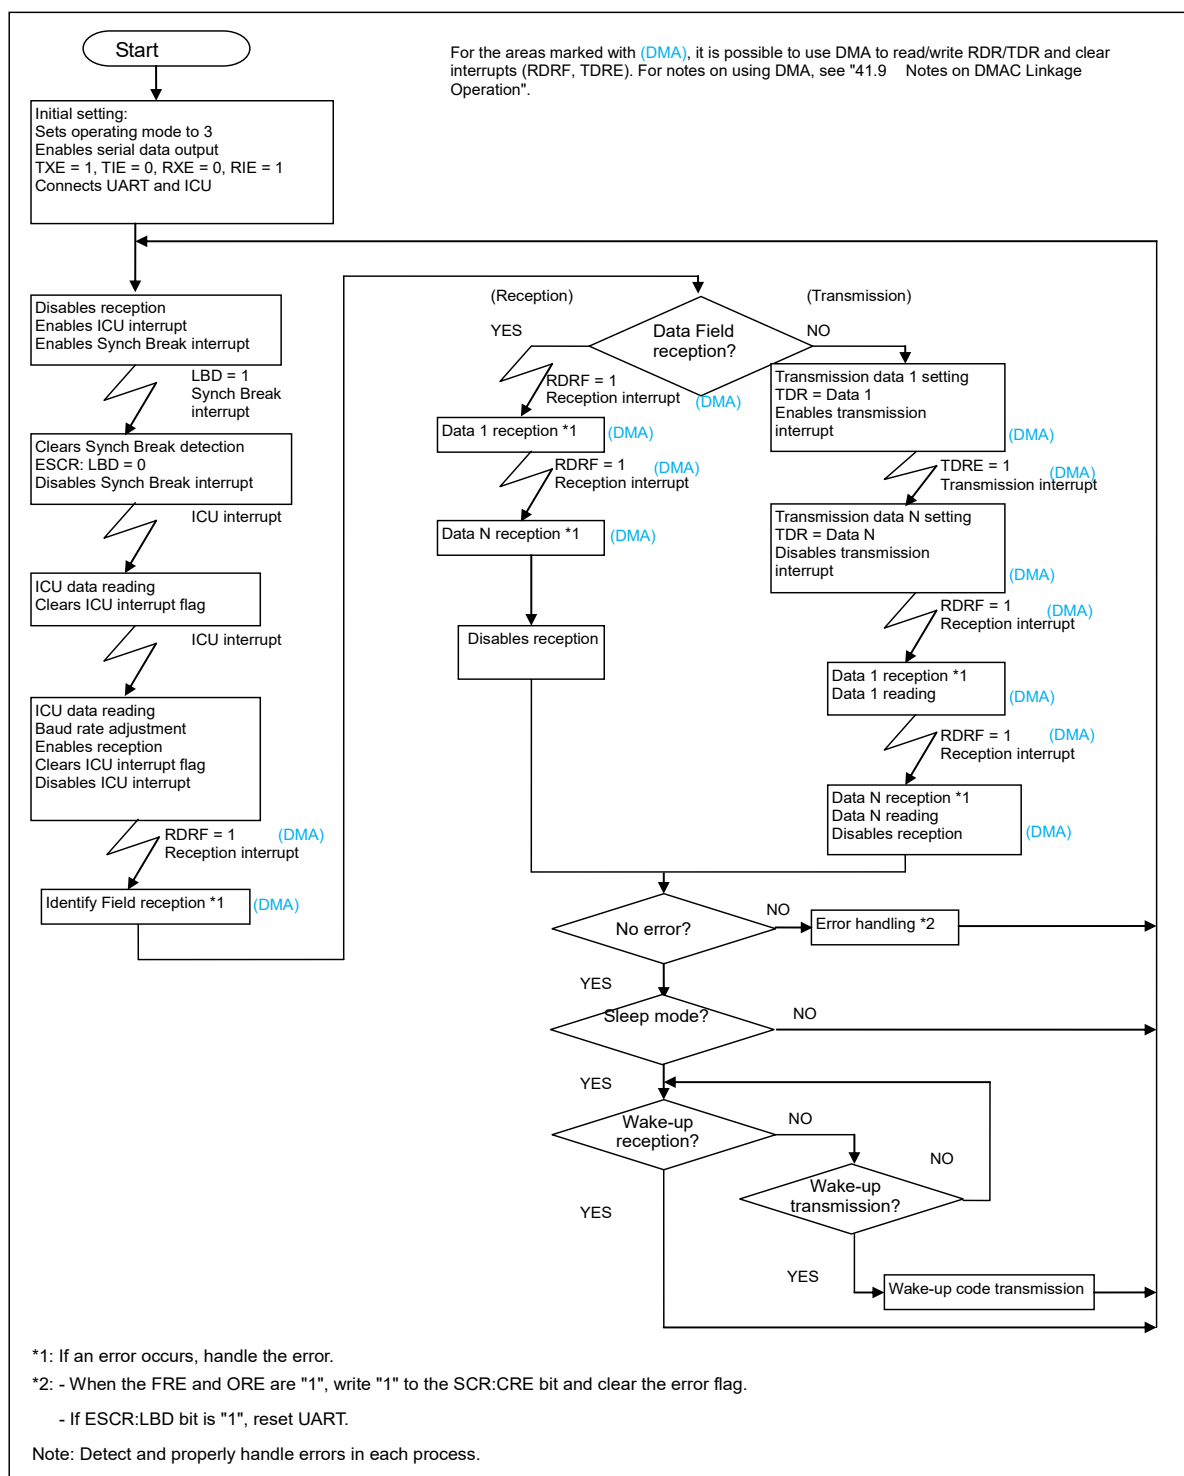 Start
For the areas marked with (DMA), it is possible to use DMA to read/write RDR/TDR and clear
interrupts (RDRF, TDRE). For notes on using DMA, see "41.9 Notes on DMAC Linkage
Operation".
Initial setting:
Sets operating mode to 3
Enables serial data output
TXE = 1, TIE = 0, RXE = 0, RIE = 1
Connects UART and ICU
Disables reception
Enables ICU interrupt
Enables Synch Break interrupt
LBD = 1
Synch Break
interrupt
Clears Synch Break detection
ESCR: LBD = 0
Disables Synch Break interrupt
ICU interrupt
ICU data reading
Clears ICU interrupt flag
ICU interrupt
ICU data reading
Baud rate adjustment
Enables reception
Clears ICU interrupt flag
Disables ICU interrupt
RDRF = 1 (DMA)
Reception interrupt
Identify Field reception *1 (DMA)
(Reception)
(Transmission)
YES
Data Field
reception?
NO
RDRF = 1
Reception interrupt (DMA)
Data 1 reception *1 (DMA)
RDRF = 1 (DMA)
Reception interrupt
Data N reception *1 (DMA)
Disables reception
Transmission data 1 setting
TDR = Data 1
Enables transmission
interrupt (DMA)
TDRE = 1 (DMA)
Transmission interrupt
Transmission data N setting
TDR = Data N
Disables transmission
interrupt (DMA)
RDRF = 1 (DMA)
Reception interrupt
Data 1 reception *1
Data 1 reading (DMA)
RDRF = 1 (DMA)
Reception interrupt
Data N reception *1
Data N reading
Disables reception (DMA)
No error?
NO
Error handling *2
YES
Sleep mode?
NO
YES
Wake-up
reception?
NO
NO
Wake-up
transmission?
YES
YES
Wake-up code transmission
*1: If an error occurs, handle the error.
*2: - When the FRE and ORE are "1", write "1" to the SCR:CRE bit and clear the error flag.
- If ESCR:LBD bit is "1", reset UART.
Note: Detect and properly handle errors in each process.